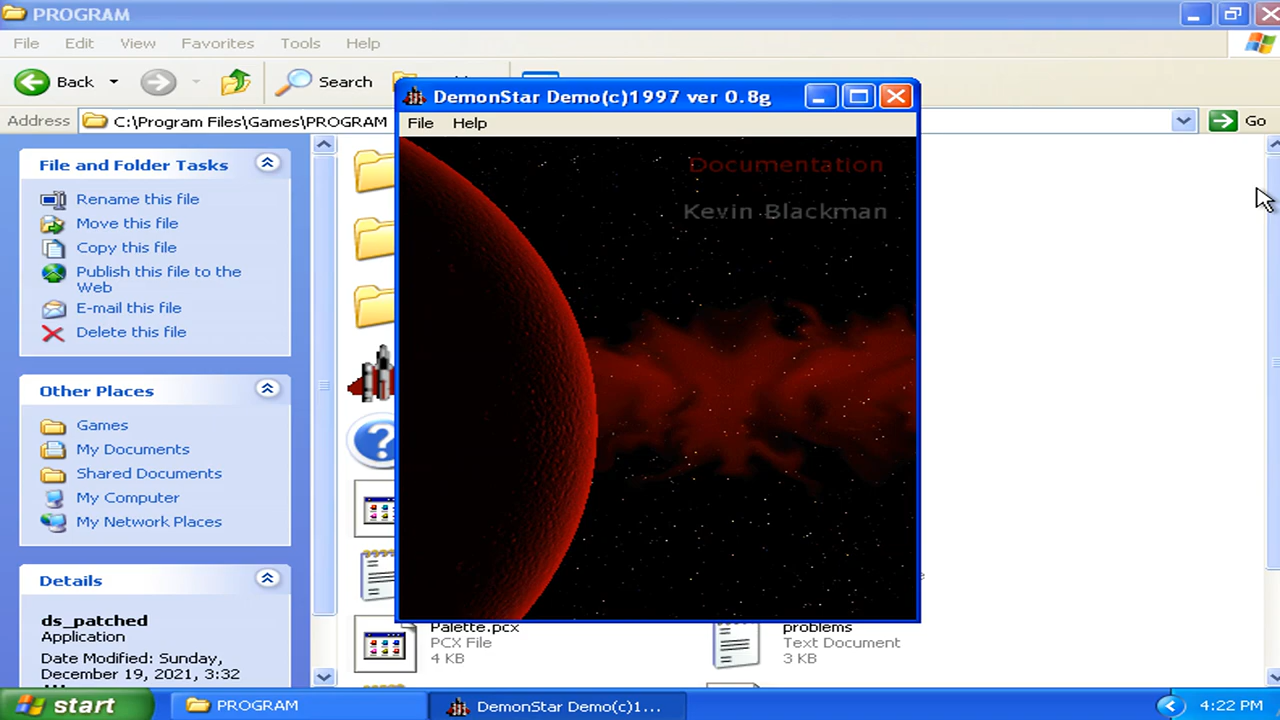 PROGRAM
File Edit View Favorites Tools Help
Back Search
Address C:\Program Files\Games\PROGRAM Go
File and Folder Tasks
Rename this file
Move this file
Copy this file
Publish this file to the
Web
E-mail this file
Delete this file
Other Places
Games
My Documents
Shared Documents
My Computer
My Network Places
Details
ds_patched
Application
Date Modified: Sunday,
December 19, 2021, 3:32
DemonStar Demo(c)1997 ver 0.8g
File Help
Documentation
Kevin Blackman
Palette.pcx
PCX File
4 KB
problems
Text Document
3 KB
start PROGRAM DemonStar Demo(c)1... 4:22 PM